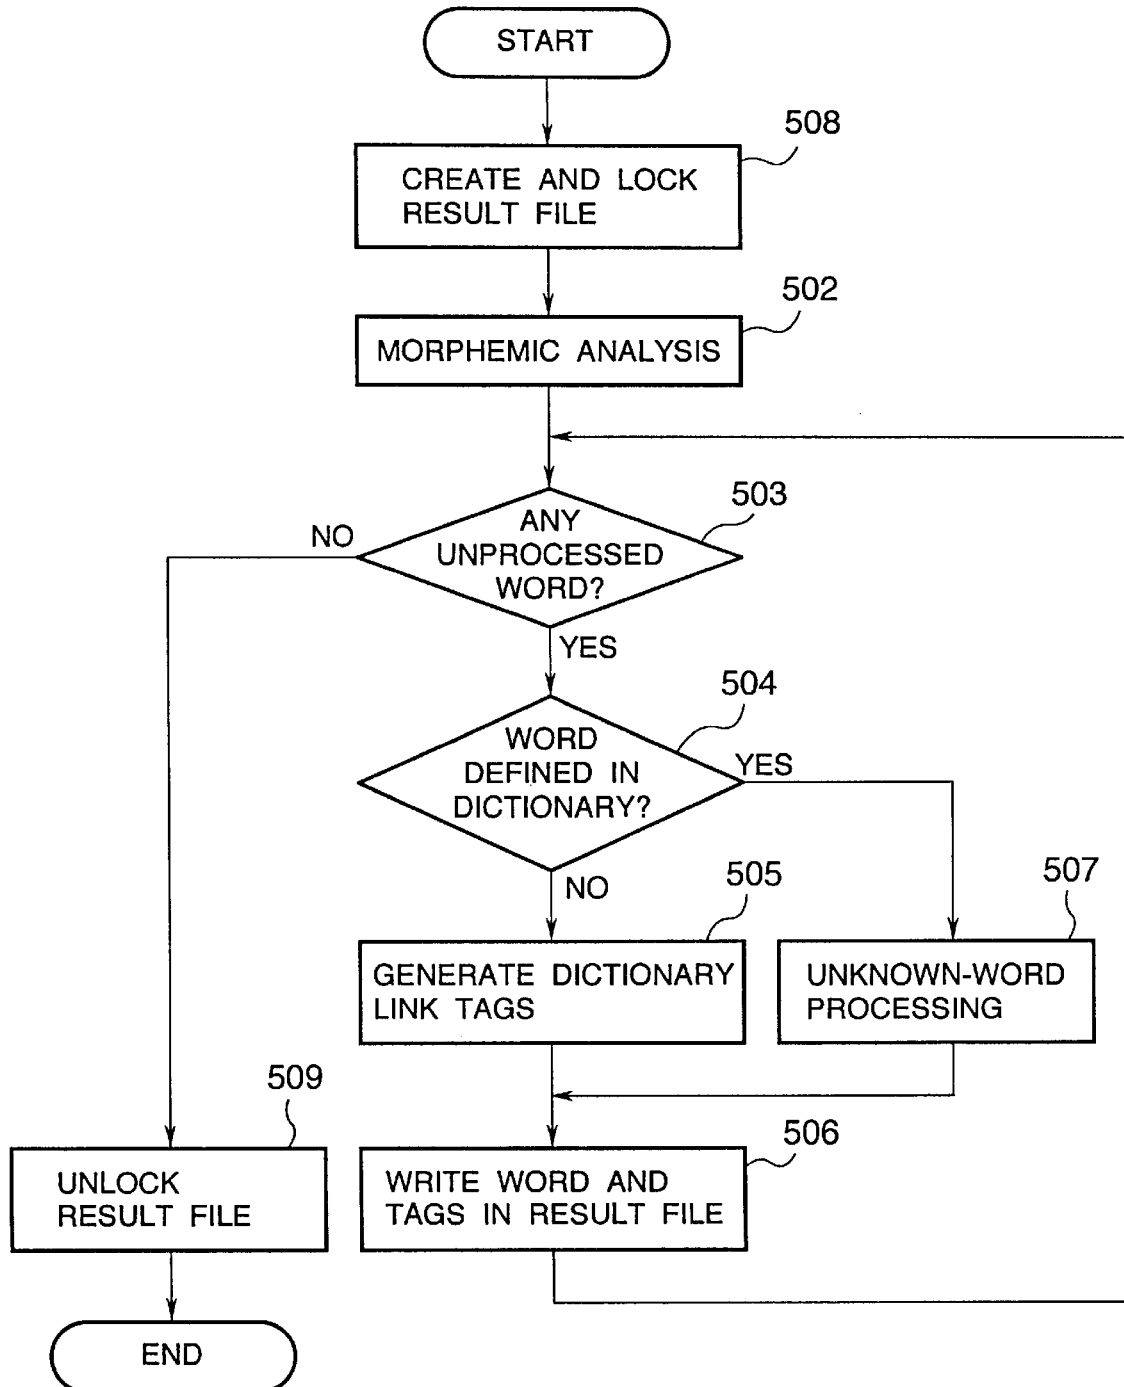 START
508
CREATE AND LOCK
RESULT FILE
502
MORPHEMIC ANALYSIS
503
NO
ANY
UNPROCESSED
WORD?
YES
504
WORD
DEFINED IN
DICTIONARY?
YES
NO
505
507
GENERATE DICTIONARY
LINK TAGS
UNKNOWN-WORD
PROCESSING
509
506
UNLOCK
RESULT FILE
WRITE WORD AND
TAGS IN RESULT FILE
END